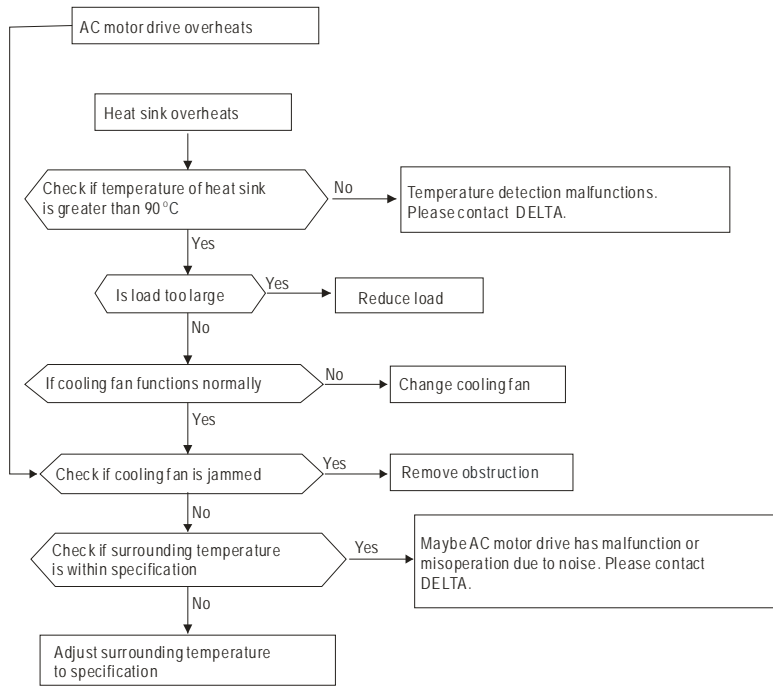 AC motor drive overheats
Heat sink overheats
Check if temperature of heat sink
is greater than 90°C
No
Temperature detection malfunctions.
Please contact DELTA.
Yes
Is load too large
Yes
Reduce load
No
If cooling fan functions normally
No
Change cooling fan
Yes
Check if cooling fan is jammed
Yes
Remove obstruction
No
Check if surrounding temperature
is within specification
Yes
Maybe AC motor drive has malfunction or
misoperation due to noise. Please contact
DELTA.
No
Adjust surrounding temperature
to specification